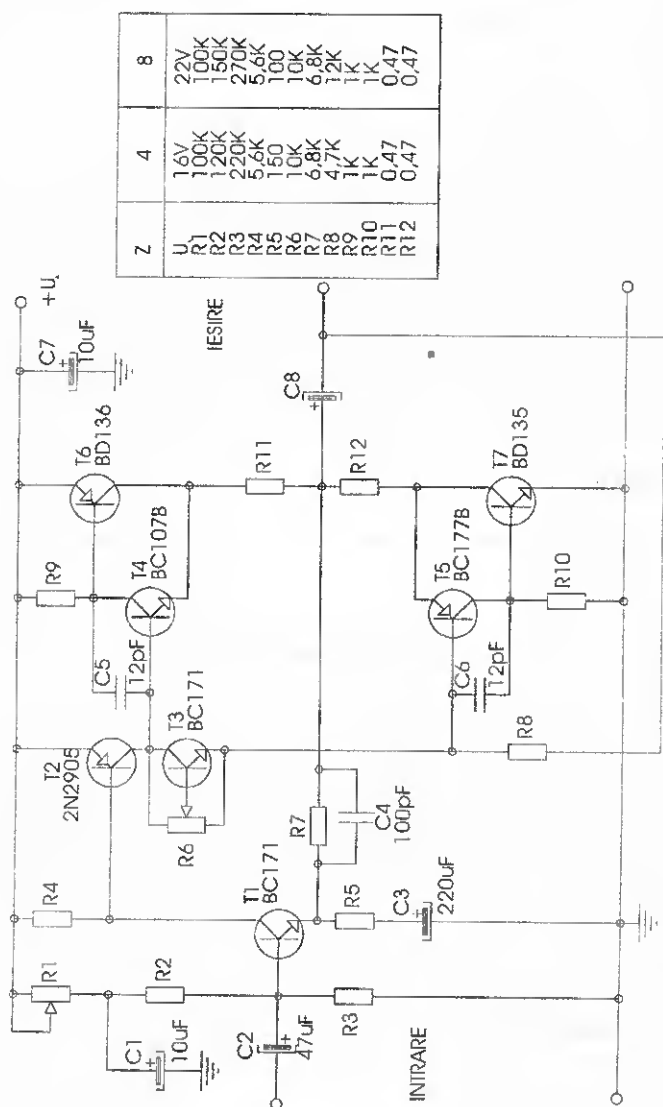 Z 4 8
U 16V 22V
R1 100K 100K
R2 120K 150K
R3 220K 270K
R4 5,6K 5,6K
R5 150 100
R6 10K 10K
R7 6,8K 6,8K
R8 4,7K 12K
R9 1K 1K
R10 1K 1K
R11 0,47 0,47
R12 0,47 0,47
+U
C7
10uF
IESIRE
T6
BD136
R9
T4
BC107B
C5
12pF
R11
C8
R12
T7
BD135
T5
BC177B
R10
C6
12pF
T2
2N2905
T3
BC171
R6
R8
R4
T1
BC171
R7
C4
100pF
R5
C3
220uF
R1
R2
R3
C1
10uF
C2
47uF
INTRARE